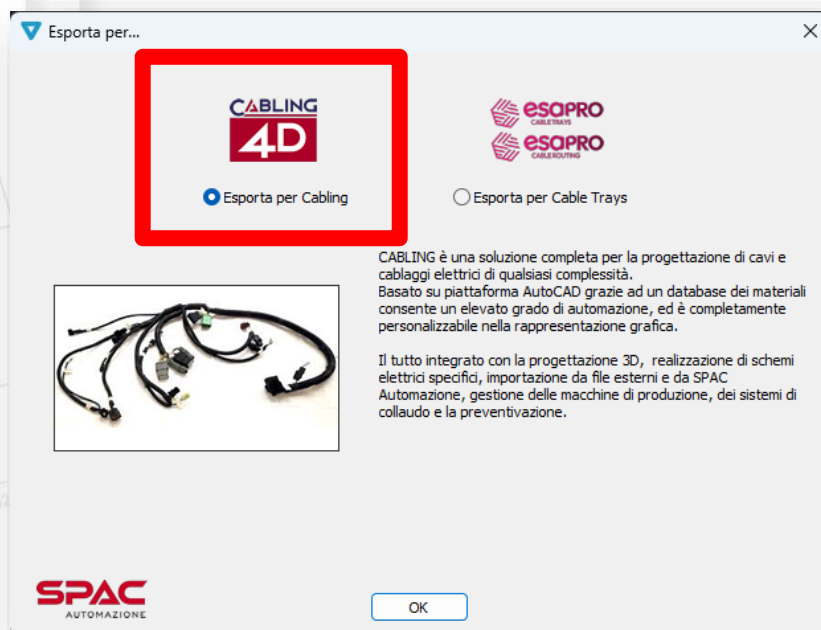 Esporta per...
CABLING
4D
esapro
CABLETRAYS
esapro
CABLE ROUTING
Esporta per Cabling
Esporta per Cable Trays
CABLING è una soluzione completa per la progettazione di cavi e
cablaggi elettrici di qualsiasi complessità.
Basato su piattaforma AutoCAD grazie ad un database dei materiali
consente un elevato grado di automazione, ed è completamente
personalizzabile nella rappresentazione grafica.
Il tutto integrato con la progettazione 3D, realizzazione di schemi
elettrici specifici, importazione da file esterni e da SPAC
Automazione, gestione delle macchine di produzione, dei sistemi di
collaudo e la preventivazione.
SPAC
AUTOMAZIONE
OK